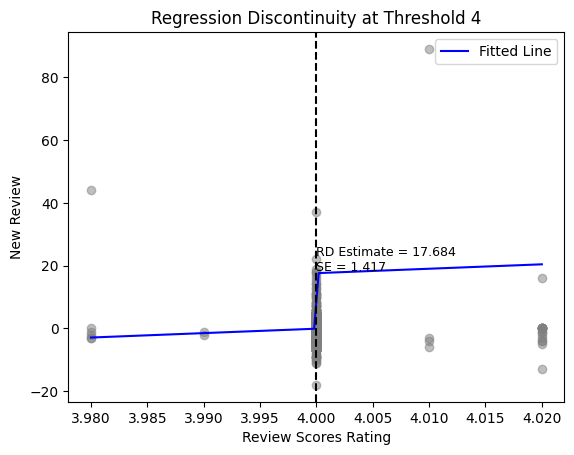 Regression Discontinuity at Threshold 4
Fitted Line
New Review
80
60
40
20
0
−20
RD Estimate = 17.684
SE = 1.417
3.980
3.985
3.990
3.995
4.000
4.005
4.010
4.015
4.020
Review Scores Rating